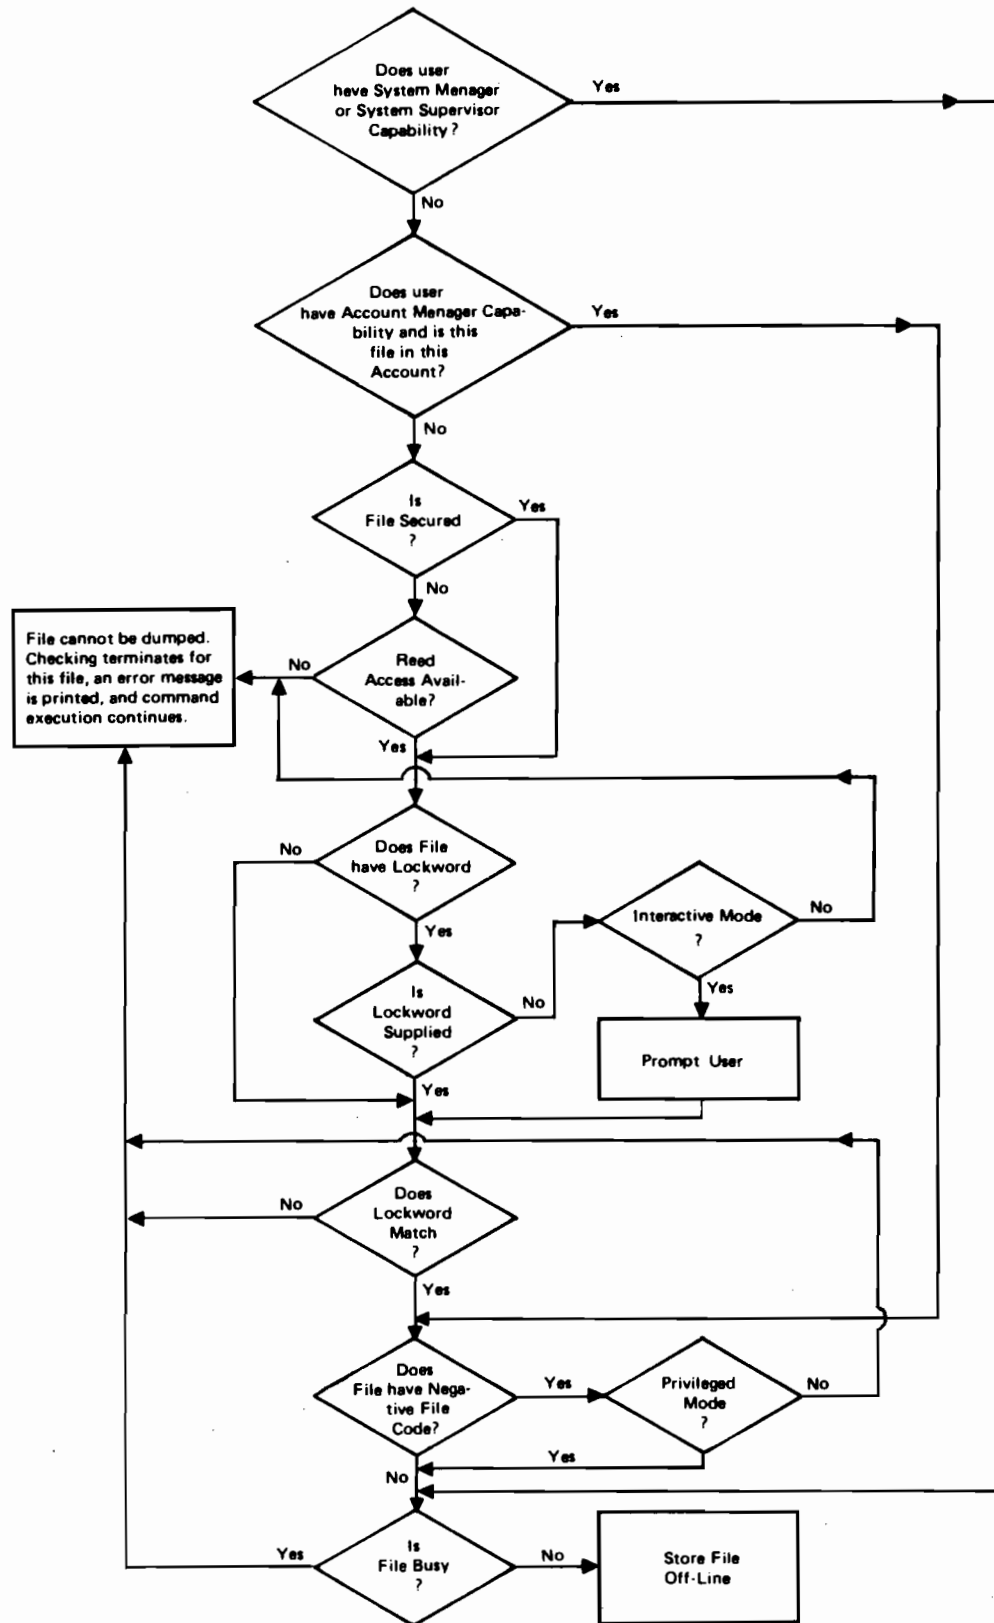 Does user
have System Manager
or System Supervisor
Capability?
Yes
No
Does user
have Account Manager Capa-
bility and is this
file in this
Account?
Yes
No
Is
File Secured
?
Yes
No
File cannot be dumped.
Checking terminates for
this file, an error message
is printed, and command
execution continues.
No
Read
Access Avail-
able?
Yes
No
Does File
have Lockword
?
Yes
Interactive Mode
?
No
Yes
Is
Lockword
Supplied
?
No
Yes
Prompt User
No
Does
Lockword
Match
?
Yes
Does
File have Nega-
tive File
Code?
Yes
Privileged
Mode
?
No
Yes
No
Yes
Is
File Busy
?
No
Store File
Off-Line